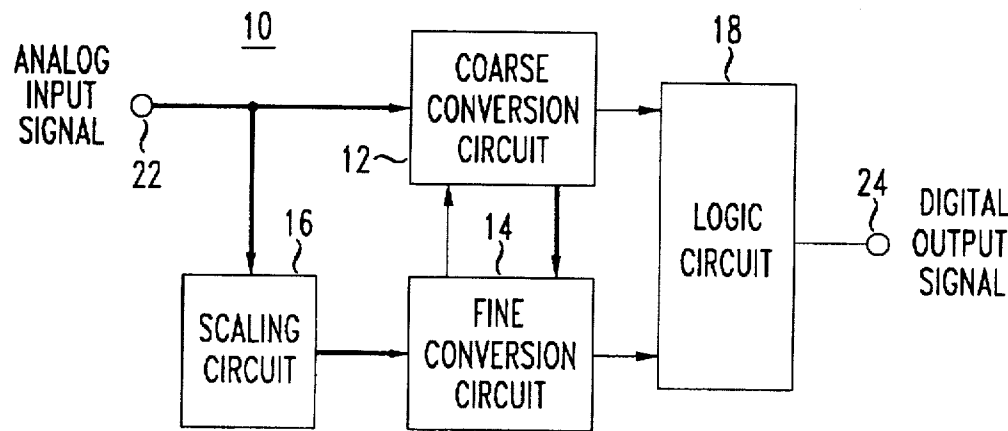 10
ANALOG
INPUT
SIGNAL
22
COARSE
CONVERSION
CIRCUIT
12
18
LOGIC
CIRCUIT
24
DIGITAL
OUTPUT
SIGNAL
16
SCALING
CIRCUIT
14
FINE
CONVERSION
CIRCUIT